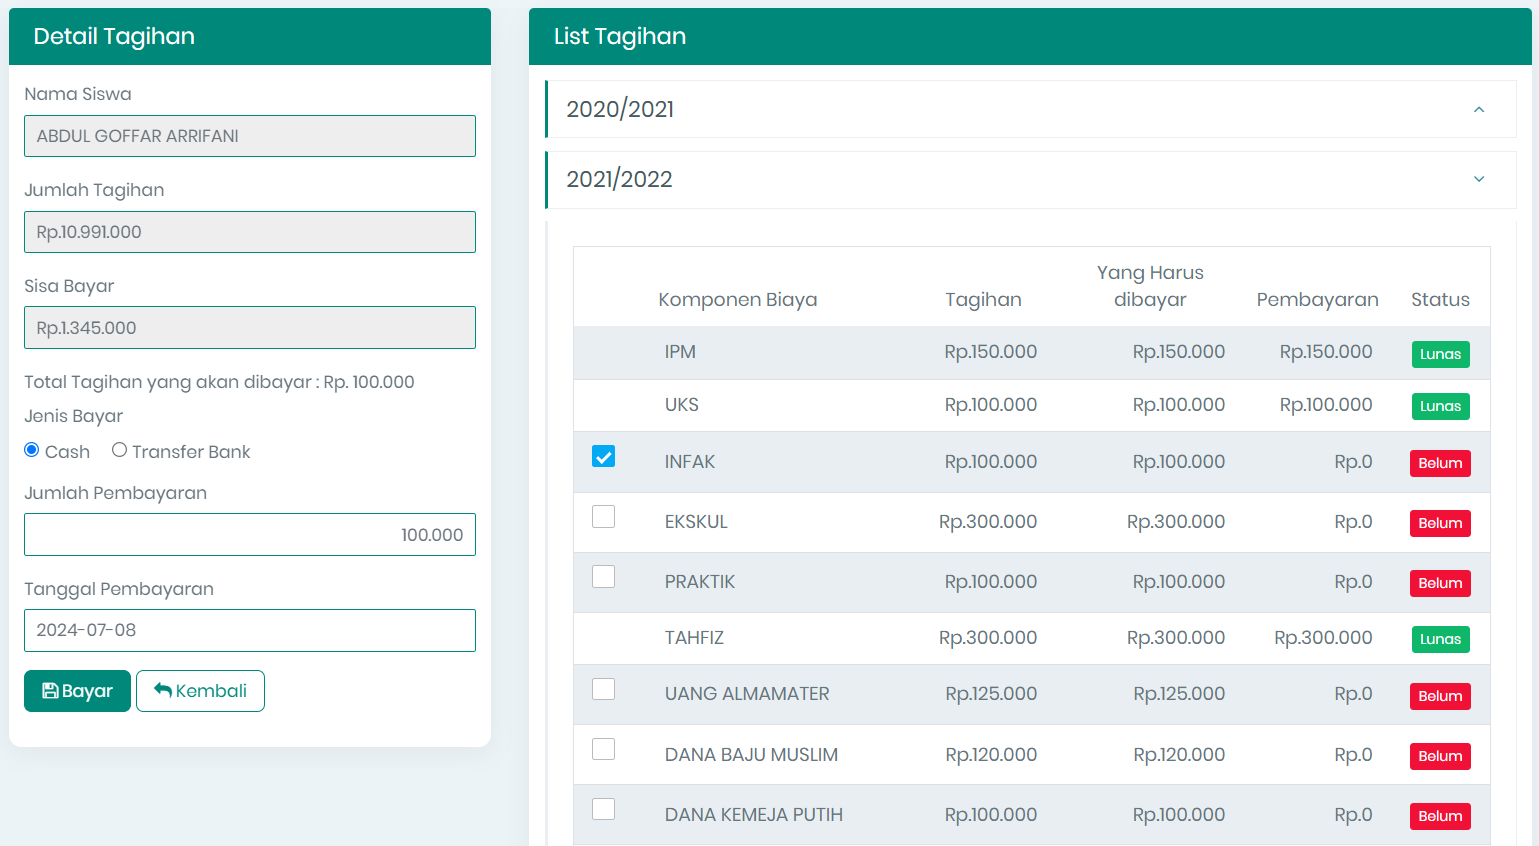 Detail Tagihan
Nama Siswa
ABDUL GOFFAR ARRIFANI
Jumlah Tagihan
Rp.10.991.000
Sisa Bayar
Rp.1.345.000
Total Tagihan yang akan dibayar : Rp. 100.000
Jenis Bayar
Cash Transfer Bank
Jumlah Pembayaran
100.000
Tanggal Pembayaran
2024-07-08
Bayar Kembali
List Tagihan
2020/2021
2021/2022
Komponen Biaya Tagihan Yang Harus dibayar Pembayaran Status
IPM Rp.150.000 Rp.150.000 Rp.150.000 Lunas
UKS Rp.100.000 Rp.100.000 Rp.100.000 Lunas
INFAK Rp.100.000 Rp.100.000 Rp.0 Belum
EKSKUL Rp.300.000 Rp.300.000 Rp.0 Belum
PRAKTIK Rp.100.000 Rp.100.000 Rp.0 Belum
TAHFIZ Rp.300.000 Rp.300.000 Rp.300.000 Lunas
UANG ALMAMATER Rp.125.000 Rp.125.000 Rp.0 Belum
DANA BAJU MUSLIM Rp.120.000 Rp.120.000 Rp.0 Belum
DANA KEMEJA PUTIH Rp.100.000 Rp.100.000 Rp.0 Belum